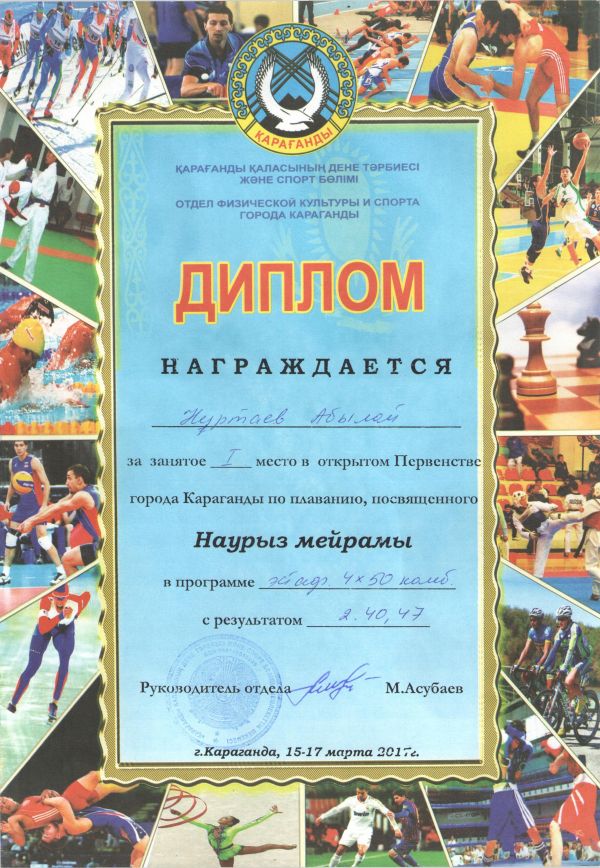 ҚАРАҒАНДЫ
ҚАРАҒАНДЫ ҚАЛАСЫНЫҢ ДЕНЕ ТӘРБИЕСІ
ЖӘНЕ СПОРТ БӨЛІМІ
ОТДЕЛ ФИЗИЧЕСКОЙ КУЛЬТУРЫ И СПОРТА
ГОРОДА КАРАГАНДЫ
ДИПЛОМ
НАГРАЖДАЕТСЯ
Нуртаев Абылай
за занятое I место в открытом Первенстве
города Караганды по плаванию, посвященного
Наурыз мейрамы
в программе эстаф. 4×50 комб.
с результатом 2.40,47
Руководитель отдела М.Асубаев
г.Караганда, 15-17 марта 2017г.